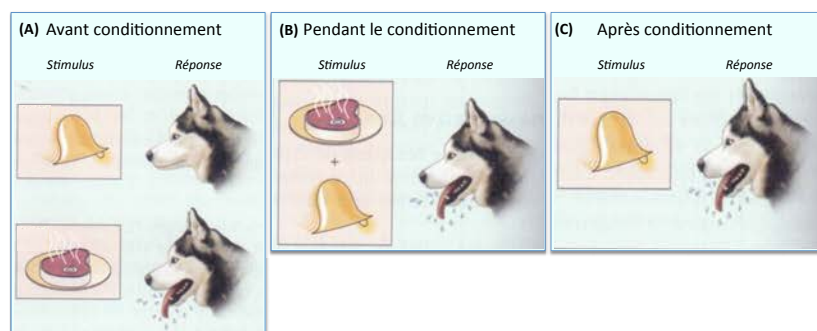 (A) Avant conditionnement
Stimulus Réponse
(B) Pendant le conditionnement
Stimulus Réponse
+
(C) Après conditionnement
Stimulus Réponse